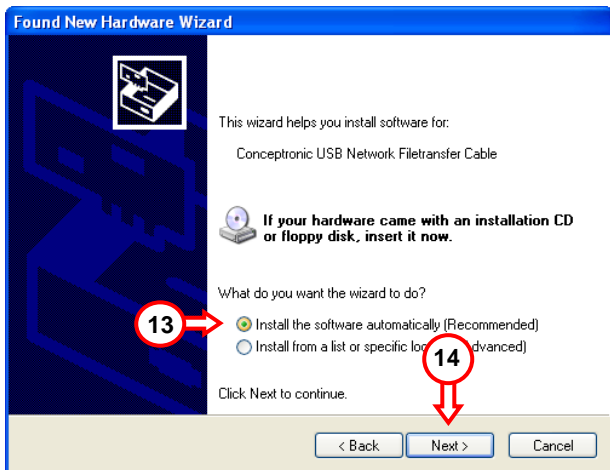 Found New Hardware Wizard
This wizard helps you install software for:
Conceptronic USB Network Filetransfer Cable
If your hardware came with an installation CD
or floppy disk, insert it now.
What do you want the wizard to do?
13
Install the software automatically (Recommended)
Install from a list or specific
14
Click Next to continue.
< Back
Next >
Cancel